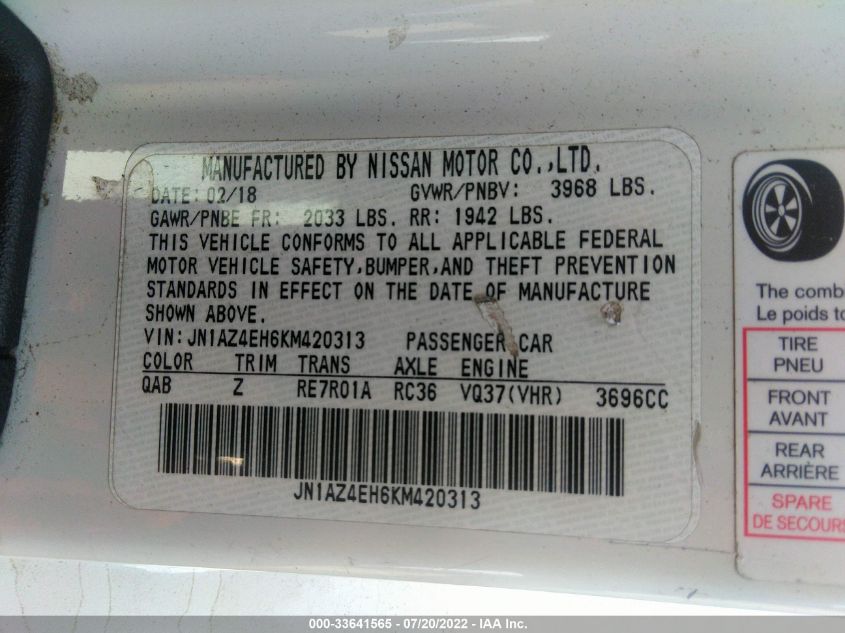 MANUFACTURED BY NISSAN MOTOR CO.,LTD.
DATE: 02/18 GVWR/PNBV: 3968 LBS.
GAWR/PNBE FR: 2033 LBS. RR: 1942 LBS.
THIS VEHICLE CONFORMS TO ALL APPLICABLE FEDERAL
MOTOR VEHICLE SAFETY,BUMPER,AND THEFT PREVENTION
STANDARDS IN EFFECT ON THE DATE OF MANUFACTURE
SHOWN ABOVE.
VIN:JN1AZ4EH6KM420313 PASSENGER CAR
COLOR TRIM TRANS AXLE ENGINE
QAB Z RE7R01A RC36 VQ37(VHR) 3696CC
JN1AZ4EH6KM420313
The comb
Le poids to
TIRE
PNEU
FRONT
AVANT
REAR
ARRIÈRE
SPARE
DE SECOURS
000-33641565 - 07/20/2022 - IAA Inc.